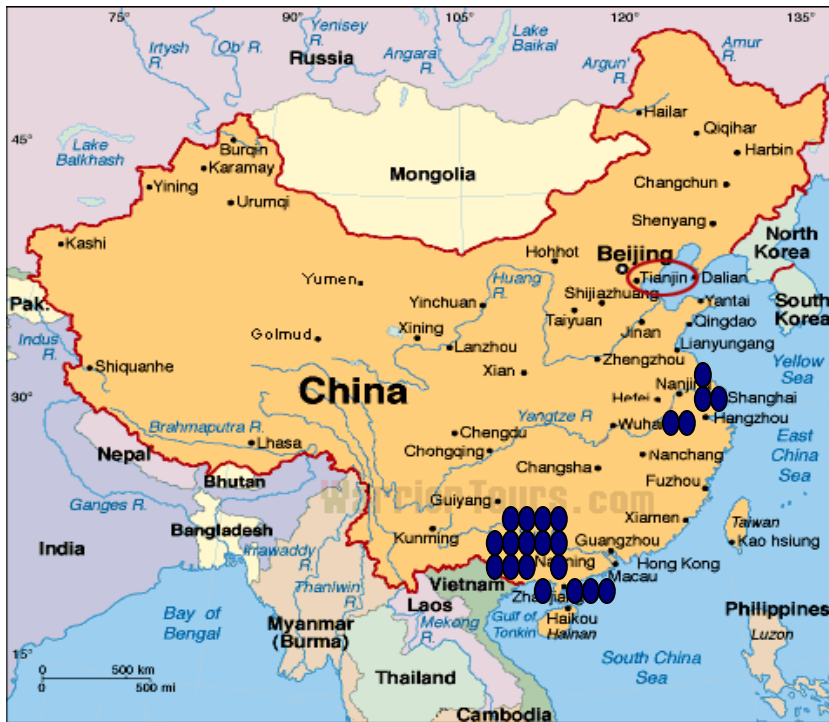 75°
90°
105°
120°
135°
Irtysh R.
Ob' R.
Yenisey R.
Russia
Angara R.
Lake Baikal
Argun' R.
Amur R.
45°
Lake Balkhash
Burqin
Karamay
Yining
Urumqi
Kashi
Mongolia
Hailar
Qiqihar
Harbin
Changchun
Shenyang
North Korea
Hohhot
Beijing
Tianjin
Dalian
South Korea
Pak.
Yumen
Huang R.
Yinchuan
Shijiazhuang
Taiyuan
Yantai
Jinan
Qingdao
Golmud
Xining
Lanzhou
Lianyungang
Indus R.
Shiquanhe
Xian
Zhengzhou
Yellow Sea
30°
China
Hefei
Shanghai
Hangzhou
Brahmaputra R.
Lhasa
Yangtze R
Chengdu
Chongqing
East China Sea
Nepal
Nanchang
Changsha
Bhutan
Fuzhou
WarriorTours.com
Ganges R.
Guiyang
Bangladesh
Kunming
Xiamen
Taiwan
Kao hsiung
India
Irrawaddy R.
Guangzhou
Hong Kong
Macau
Thanlwin R.
Vietnam
Laos
Bay of Bengal
Myanmar (Burma)
Mekong R.
Gulf of Tonkin
Haikou
Hainan
Philippines
Luzon
15°
0
500 km
0
500 mi
Thailand
South China Sea
Cambodia